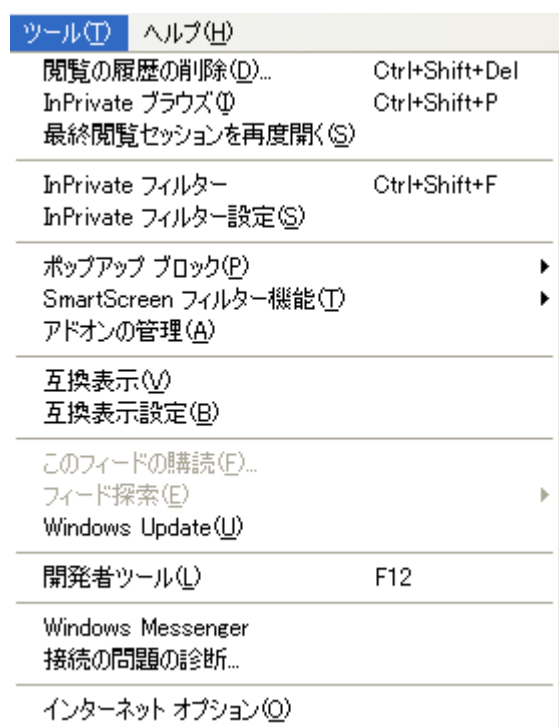 ツール(T) ヘルプ(H)
閲覧の履歴の削除(D)... Ctrl+Shift+Del
InPrivate ブラウズ(I) Ctrl+Shift+P
最終閲覧セッションを再度開く(S)
InPrivate フィルター Ctrl+Shift+F
InPrivate フィルター設定(S)
ポップアップ ブロック(P)
SmartScreen フィルター機能(T)
アドオンの管理(A)
互換表示(V)
互換表示設定(B)
このフィードの購読(F)...
フィード探索(E)
Windows Update(U)
開発者ツール(L) F12
Windows Messenger
接続の問題の診断...
インターネット オプション(O)